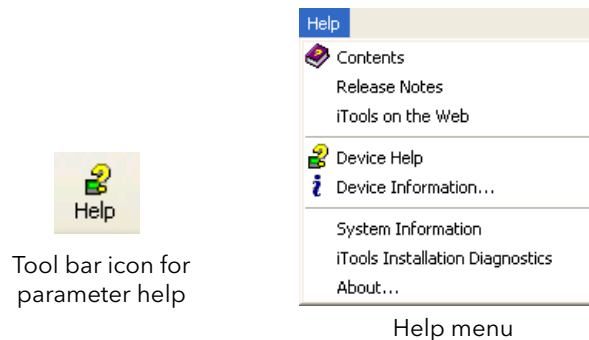 Help
Tool bar icon for
parameter help
Help
Contents
Release Notes
iTools on the Web
Device Help
Device Information...
System Information
iTools Installation Diagnostics
About...
Help menu